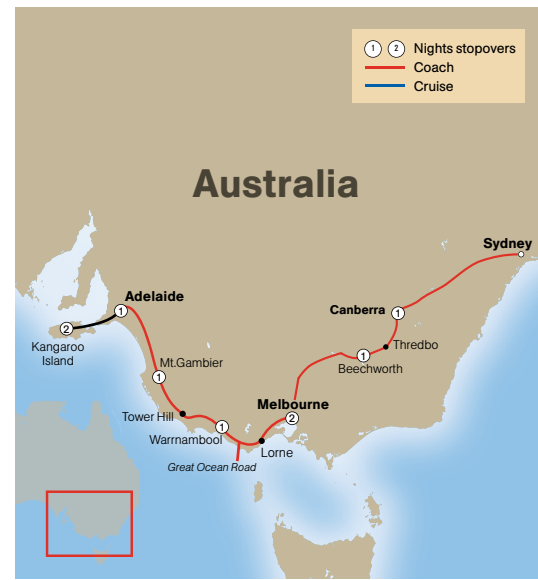 1 2 Nights stopovers
Coach
Cruise
Australia
Sydney
Adelaide
1
Canberra
1
2
Kangaroo
Island
Thredbo
1
Beechworth
Mt.Gambier
1
Melbourne
2
Tower Hill
1
Warrnambool
Lorne
Great Ocean Road